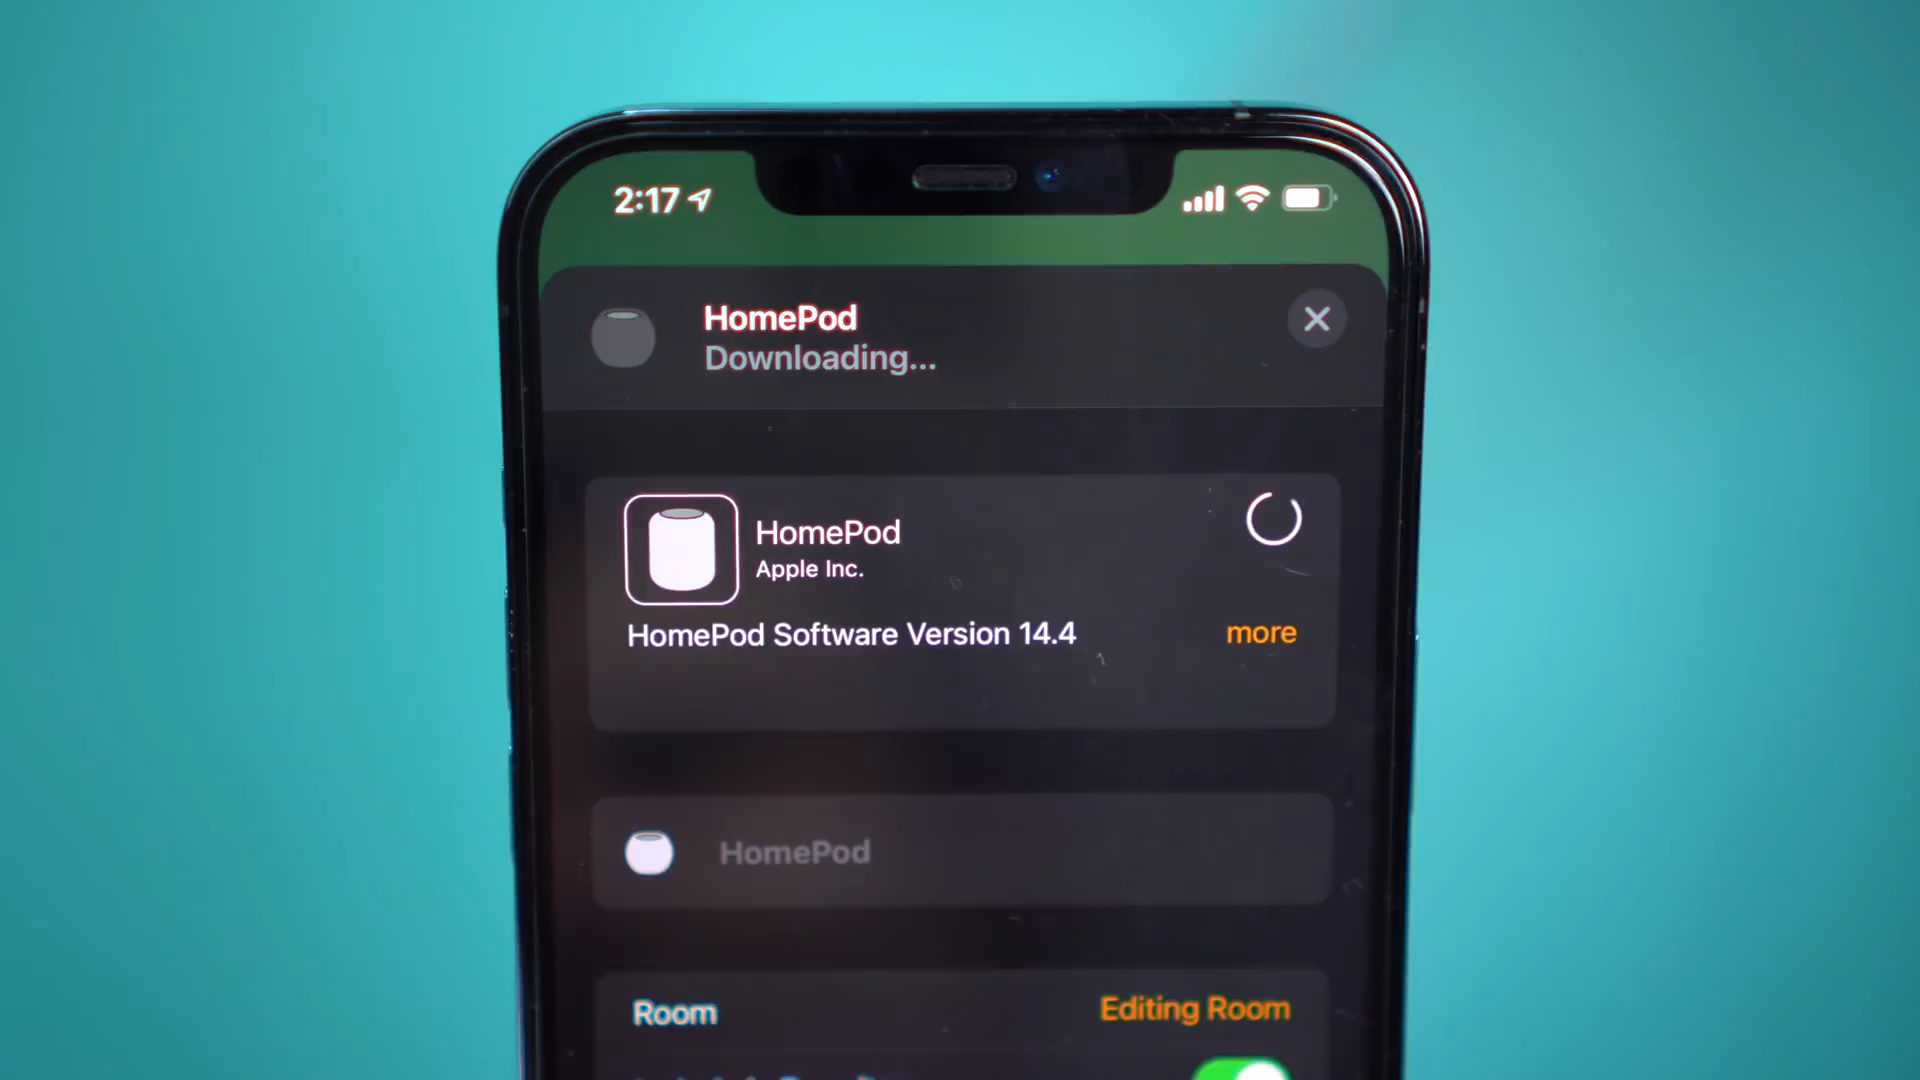 2:17
HomePod
Downloading...
HomePod
Apple Inc.
HomePod Software Version 14.4
more
HomePod
Room
Editing Room